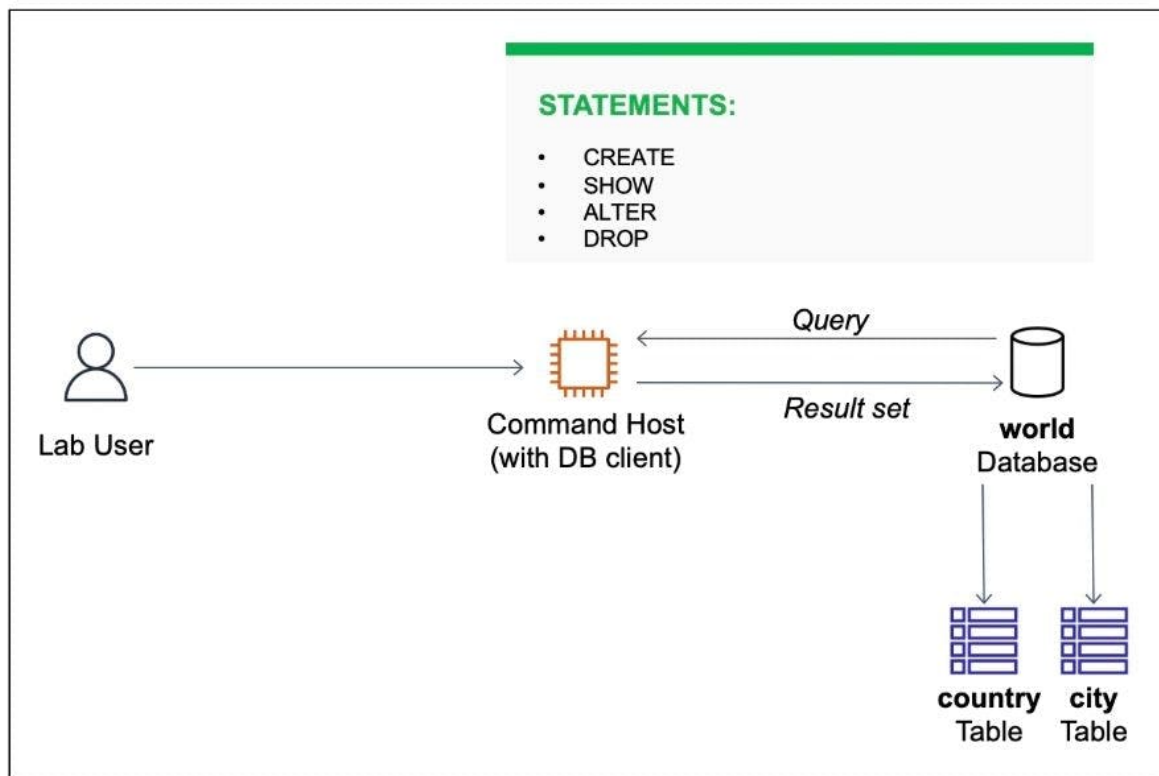 STATEMENTS:
• CREATE
• SHOW
• ALTER
• DROP
Query
Result set
Lab User
Command Host
(with DB client)
world
Database
country
Table
city
Table